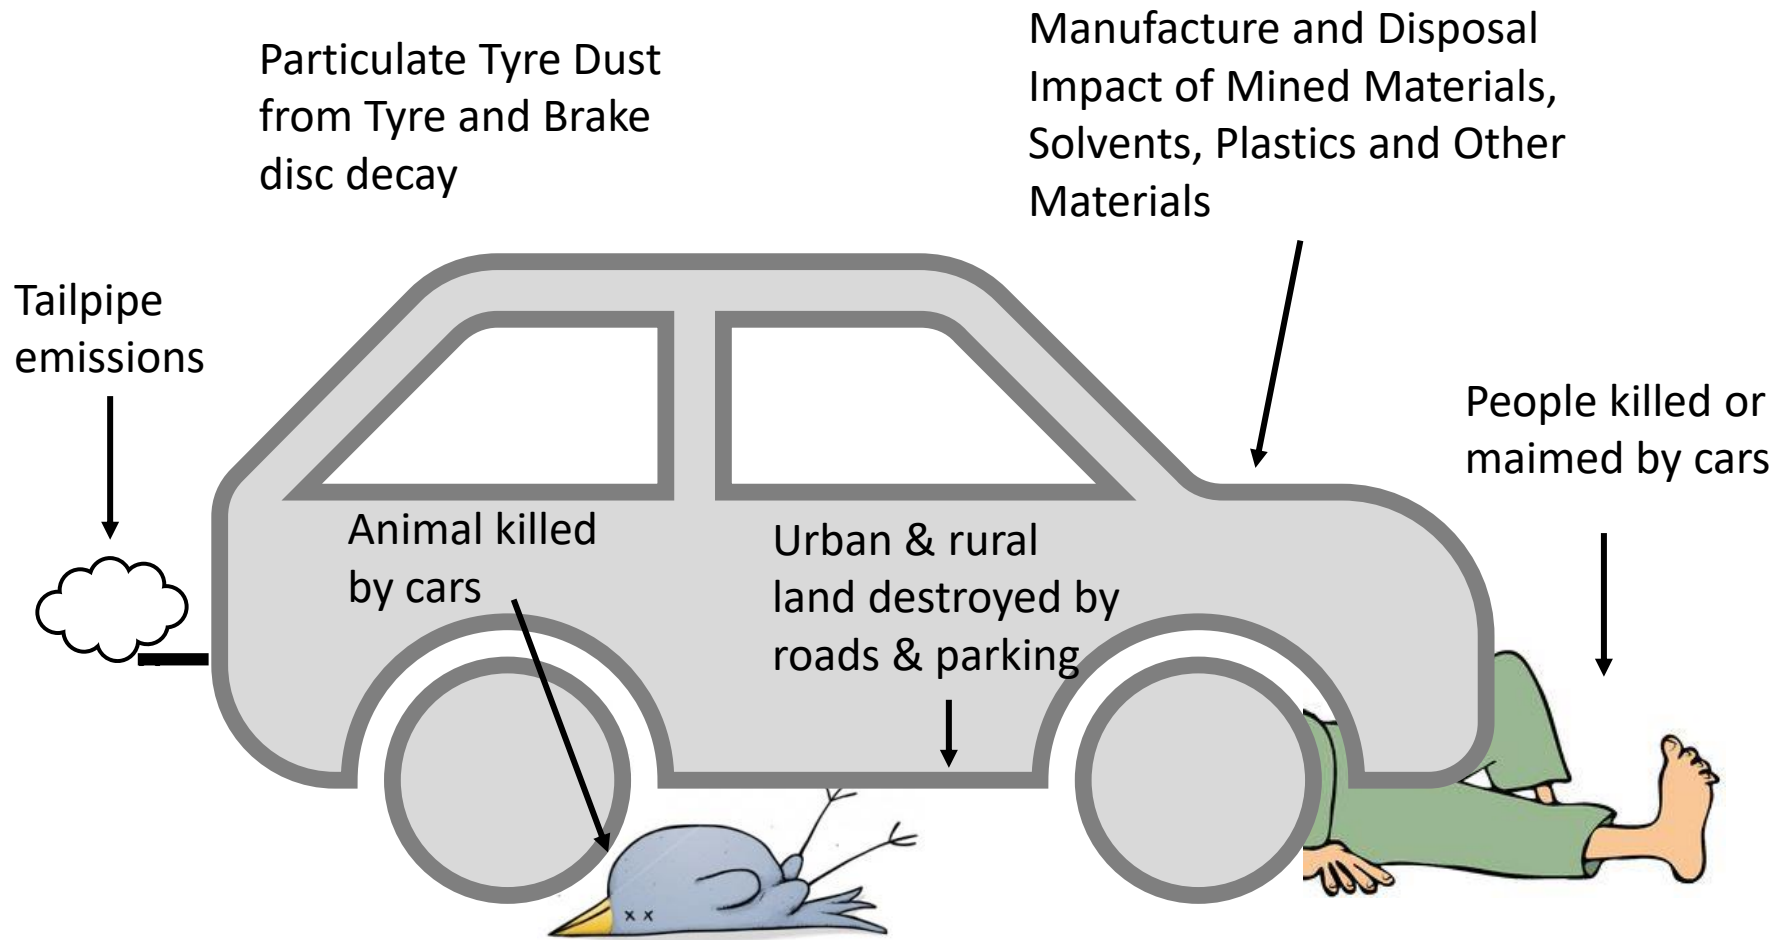 Particulate Tyre Dust
from Tyre and Brake
disc decay
Manufacture and Disposal
Impact of Mined Materials,
Solvents, Plastics and Other
Materials
Tailpipe
emissions
People killed or
maimed by cars
Animal killed
by cars
Urban & rural
land destroyed by
roads & parking
x x